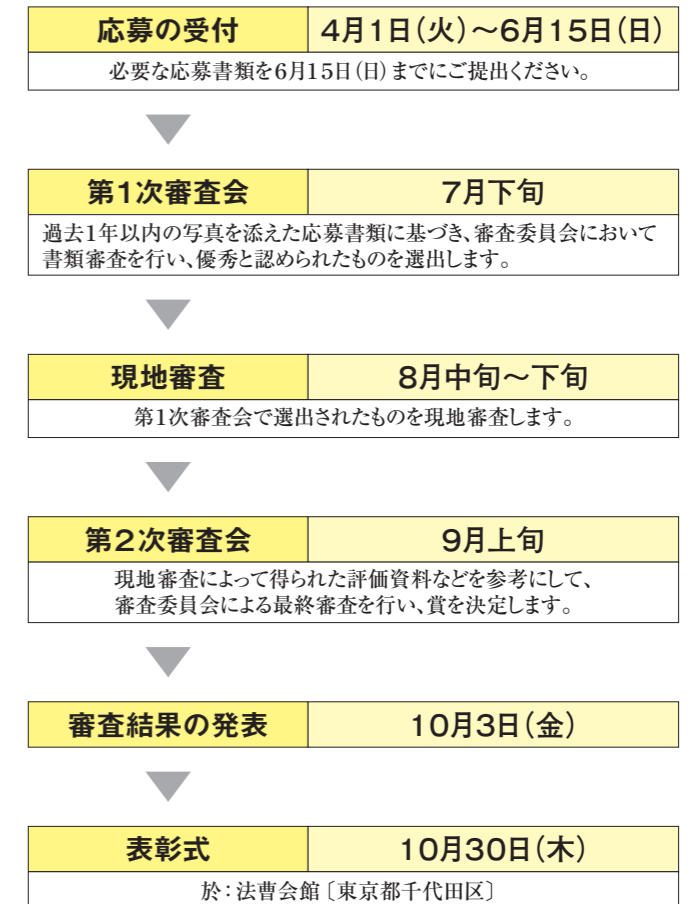 応募の受付 4月1日(火)～6月15日(日)
必要な応募書類を6月15日(日)までにご提出ください。
第1次審査会 7月下旬
過去1年以内の写真を添えた応募書類に基づき、審査委員会において
書類審査を行い、優秀と認められたものを選出します。
現地審査 8月中旬～下旬
第1次審査会で選出されたものを現地審査します。
第2次審査会 9月上旬
現地審査によって得られた評価資料などを参考にして、
審査委員会による最終審査を行い、賞を決定します。
審査結果の発表 10月3日(金)
表彰式 10月30日(木)
於：法曹会館〔東京都千代田区〕